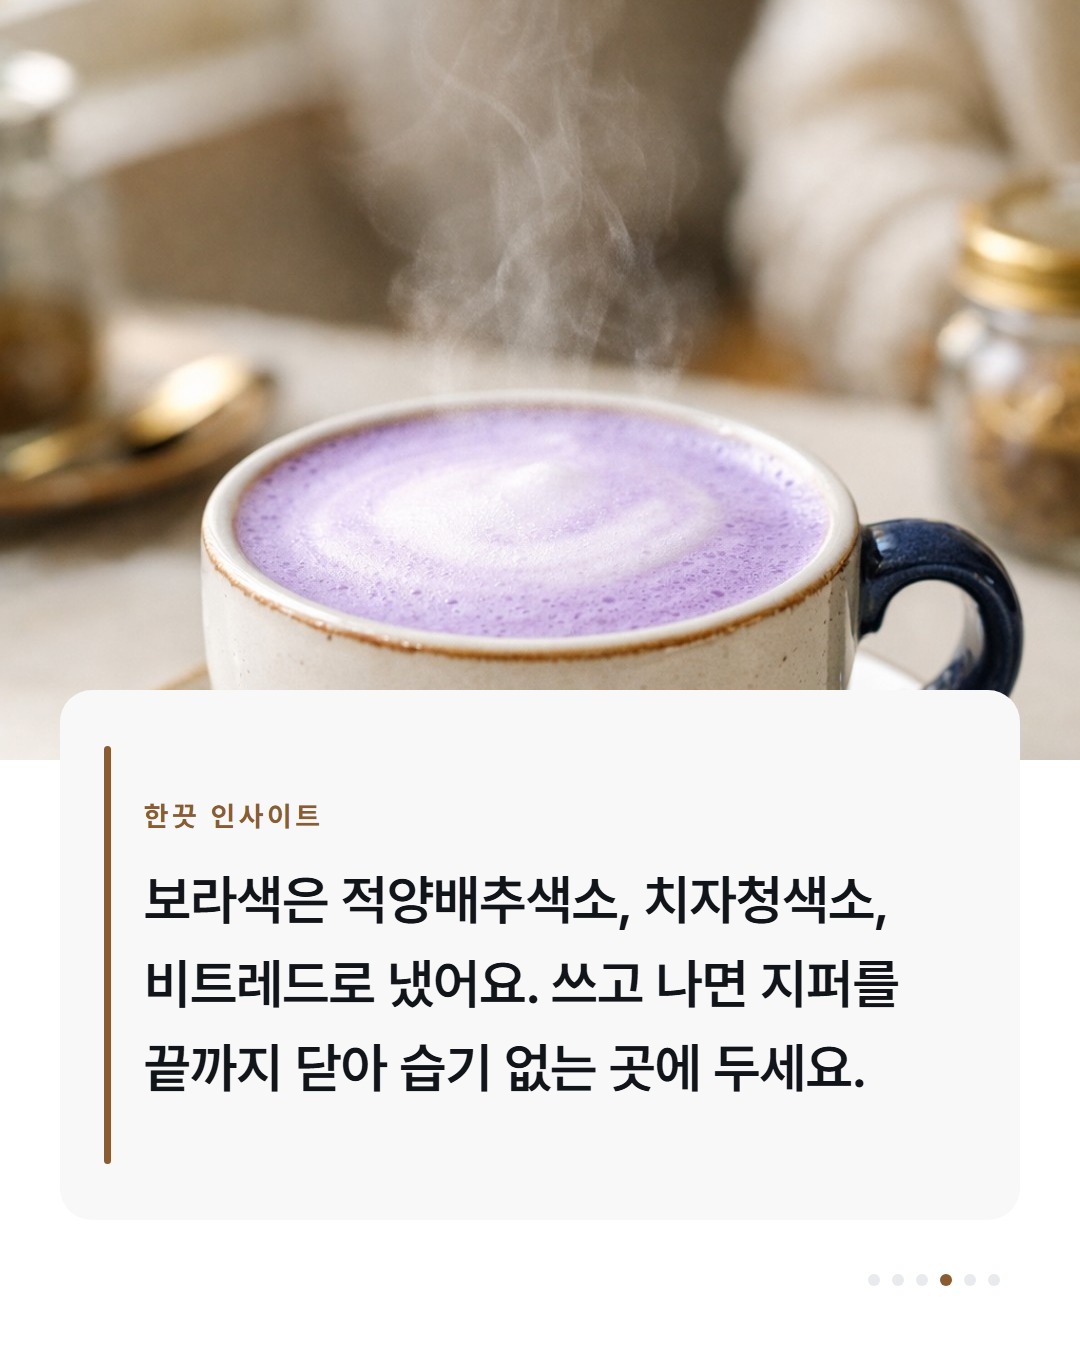 한끗 인사이트
보라색은 적양배추색소, 치자청색소,
비트레드로 냈어요. 쓰고 나면 지퍼를
끝까지 닫아 습기 없는 곳에 두세요.